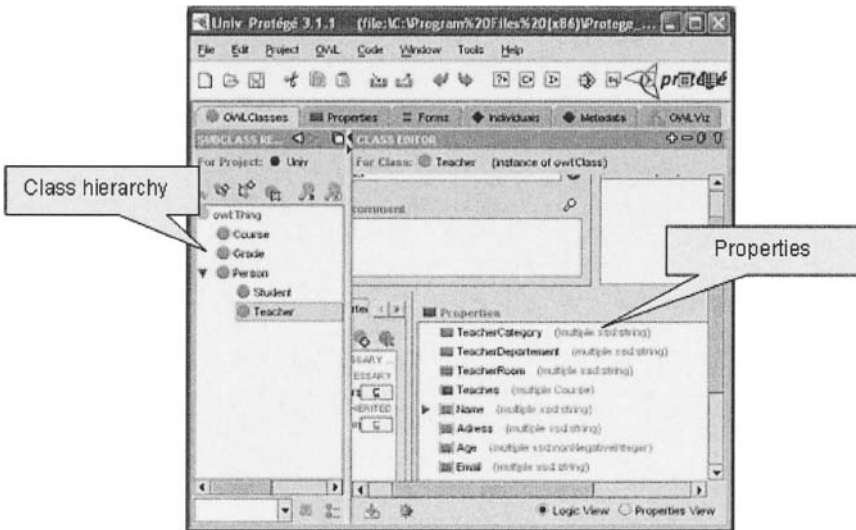 Univ Protégé 3.1.1 (file:\C:\Program%20Files%20(x86)\Protege_...
File Edit Project OWL Code Window Tools Help
protégé
OWLClasses Properties Forms Individuals Metadata OWLViz
SUBCLASS RE... CLASS EDITOR
For Project: Univ For Class: Teacher (instance of owl:Class)
Class hierarchy
owl:Thing
comment
Course
Grade
Properties
Person
Student
Teacher
Properties
TeacherCategory (multiple xsd:string)
TeacherDepartement (multiple xsd:string)
TeacherRoom (multiple xsd:string)
Teaches (multiple Course)
Name (multiple xsd:string)
Adress (multiple xsd:string)
Age (multiple xsd:nonNegativeInteger)
Email (multiple xsd:string)
Logic View Properties View